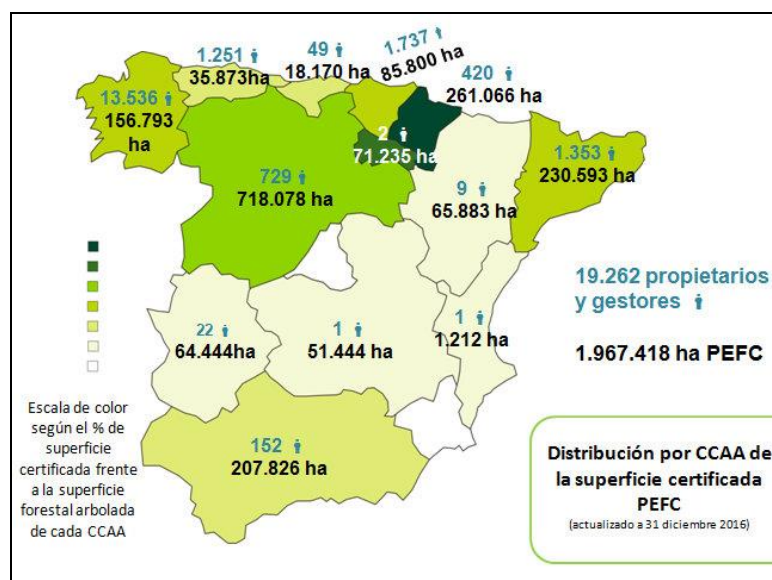 1.251
35.873ha
49
18.170 ha
1.737
85.800 ha
420
261.066 ha
13.536
156.793
ha
2
71.235 ha
1.353
230.593 ha
729
718.078 ha
9
65.883 ha
19.262 propietarios
y gestores
22
64.444ha
1
51.444 ha
1
1.212 ha
1.967.418 ha PEFC
Escala de color
según el % de
superficie
certificada frente
a la superficie
forestal arbolada
de cada CCAA
152
207.826 ha
Distribución por CCAA de
la superficie certificada
PEFC
(actualizado a 31 diciembre 2016)